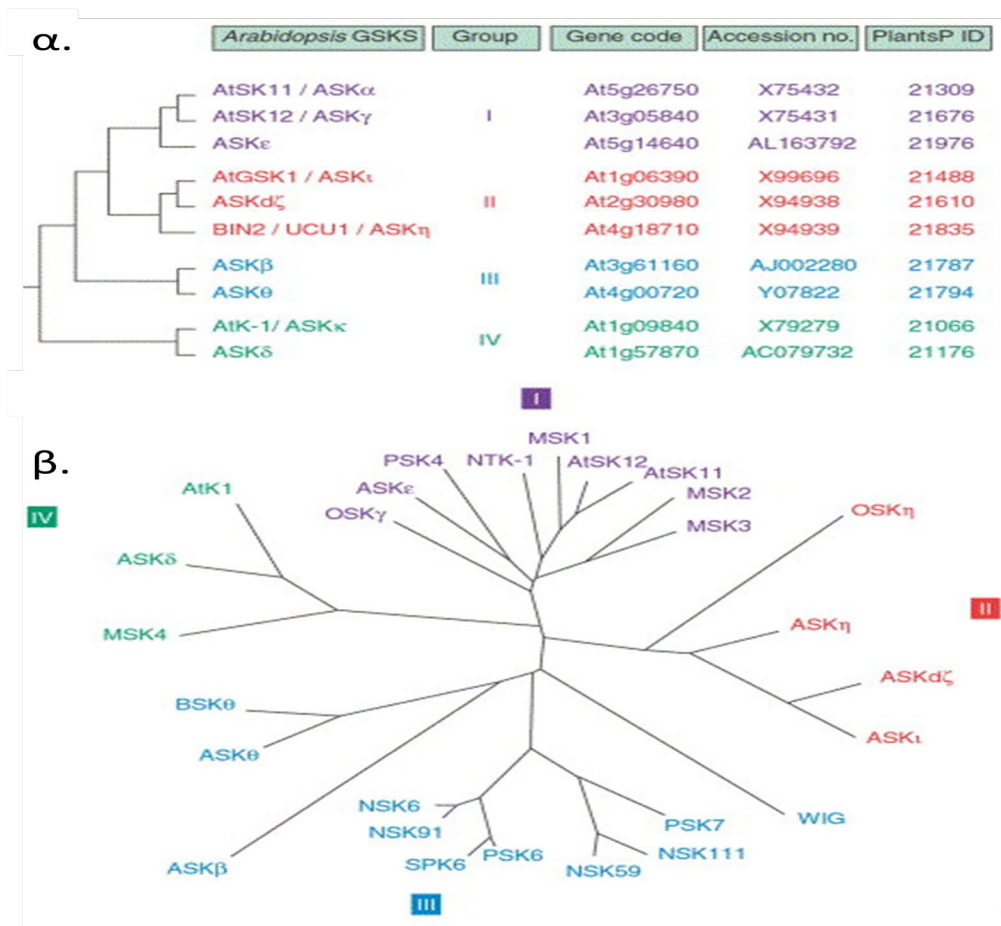 α.
Arabidopsis GSKS Group Gene code Accession no. PlantsP ID
AtSK11 / ASKα At5g26750 X75432 21309
AtSK12 / ASKγ I At3g05840 X75431 21676
ASKε At5g14640 AL163792 21976
AtGSK1 / ASKι At1g06390 X99696 21488
ASKdζ II At2g30980 X94938 21610
BIN2 / UCU1 / ASKη At4g18710 X94939 21835
ASKβ At3g61160 AJ002280 21787
III
ASKθ At4g00720 Y07822 21794
AtK-1/ ASKκ At1g09840 X79279 21066
IV
ASKδ At1g57870 AC079732 21176
I
β.
MSK1
PSK4 NTK-1 AtSK12
AtSK11
AtK1 ASKε MSK2
OSKγ MSK3 OSKη
IV
ASKδ
II
MSK4 ASKη
ASKdζ
BSKθ
ASKι
ASKθ
NSK6 WIG
NSK91 PSK7
SPK6 PSK6 NSK111
ASKβ NSK59
III